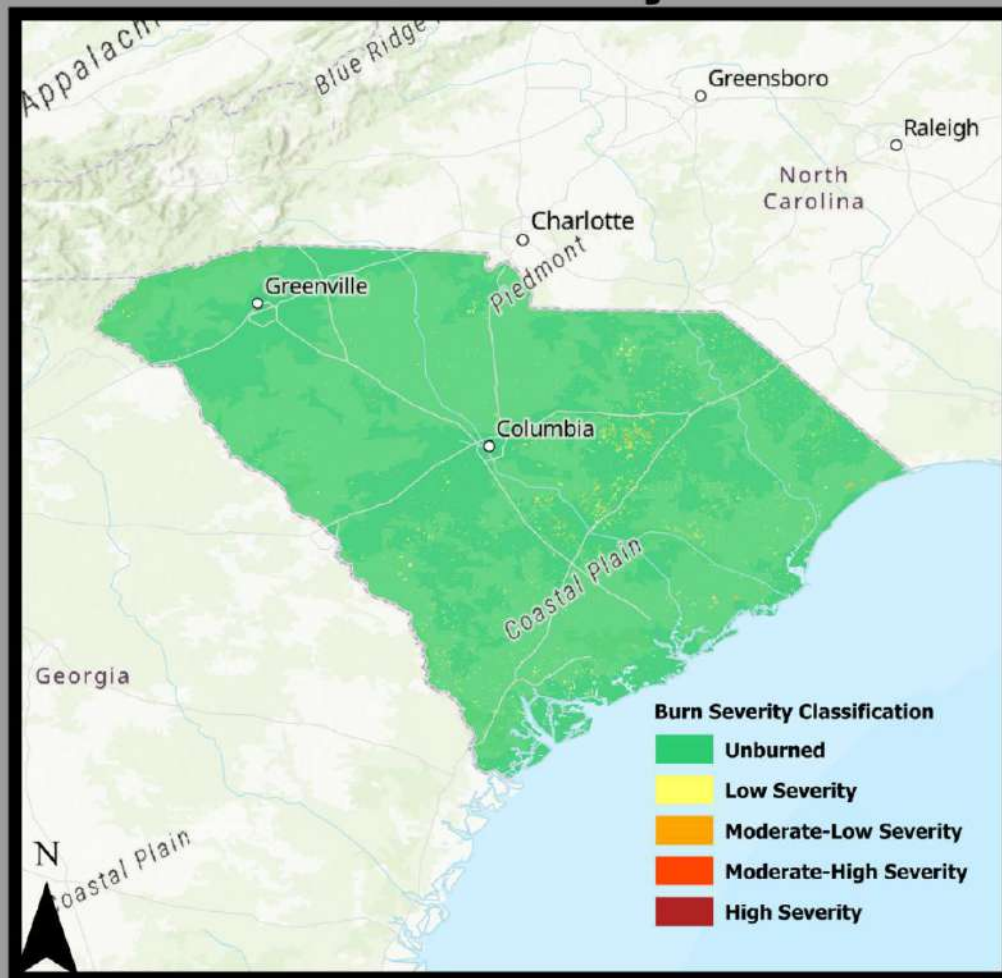 Appalachi
Blue Ridge
Greensboro
Raleigh
North
Carolina
Charlotte
Piedmont
Greenville
Columbia
Coastal Plain
Georgia
Burn Severity Classification
Unburned
Low Severity
Moderate-Low Severity
Moderate-High Severity
High Severity
N
Coastal Plain